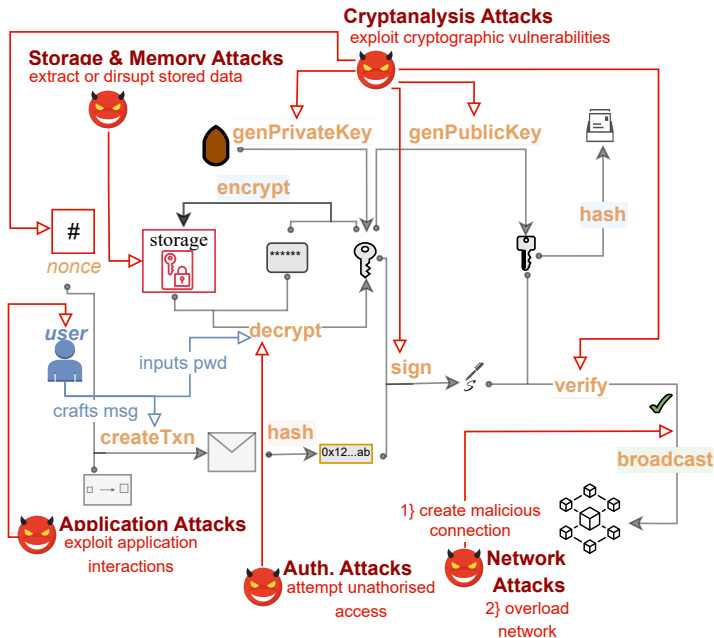 Cryptanalysis Attacks
exploit cryptographic vulnerabilities
Storage & Memory Attacks
extract or dirsupt stored data
genPrivateKey
genPublicKey
encrypt
hash
#
nonce
storage
******
user
decrypt
inputs pwd
sign
verify
crafts msg
createTxn
hash
0x12...ab
broadcast
Application Attacks
exploit application
interactions
1} create malicious
connection
Auth. Attacks
attempt unathorised
access
Network
Attacks
2} overload
network